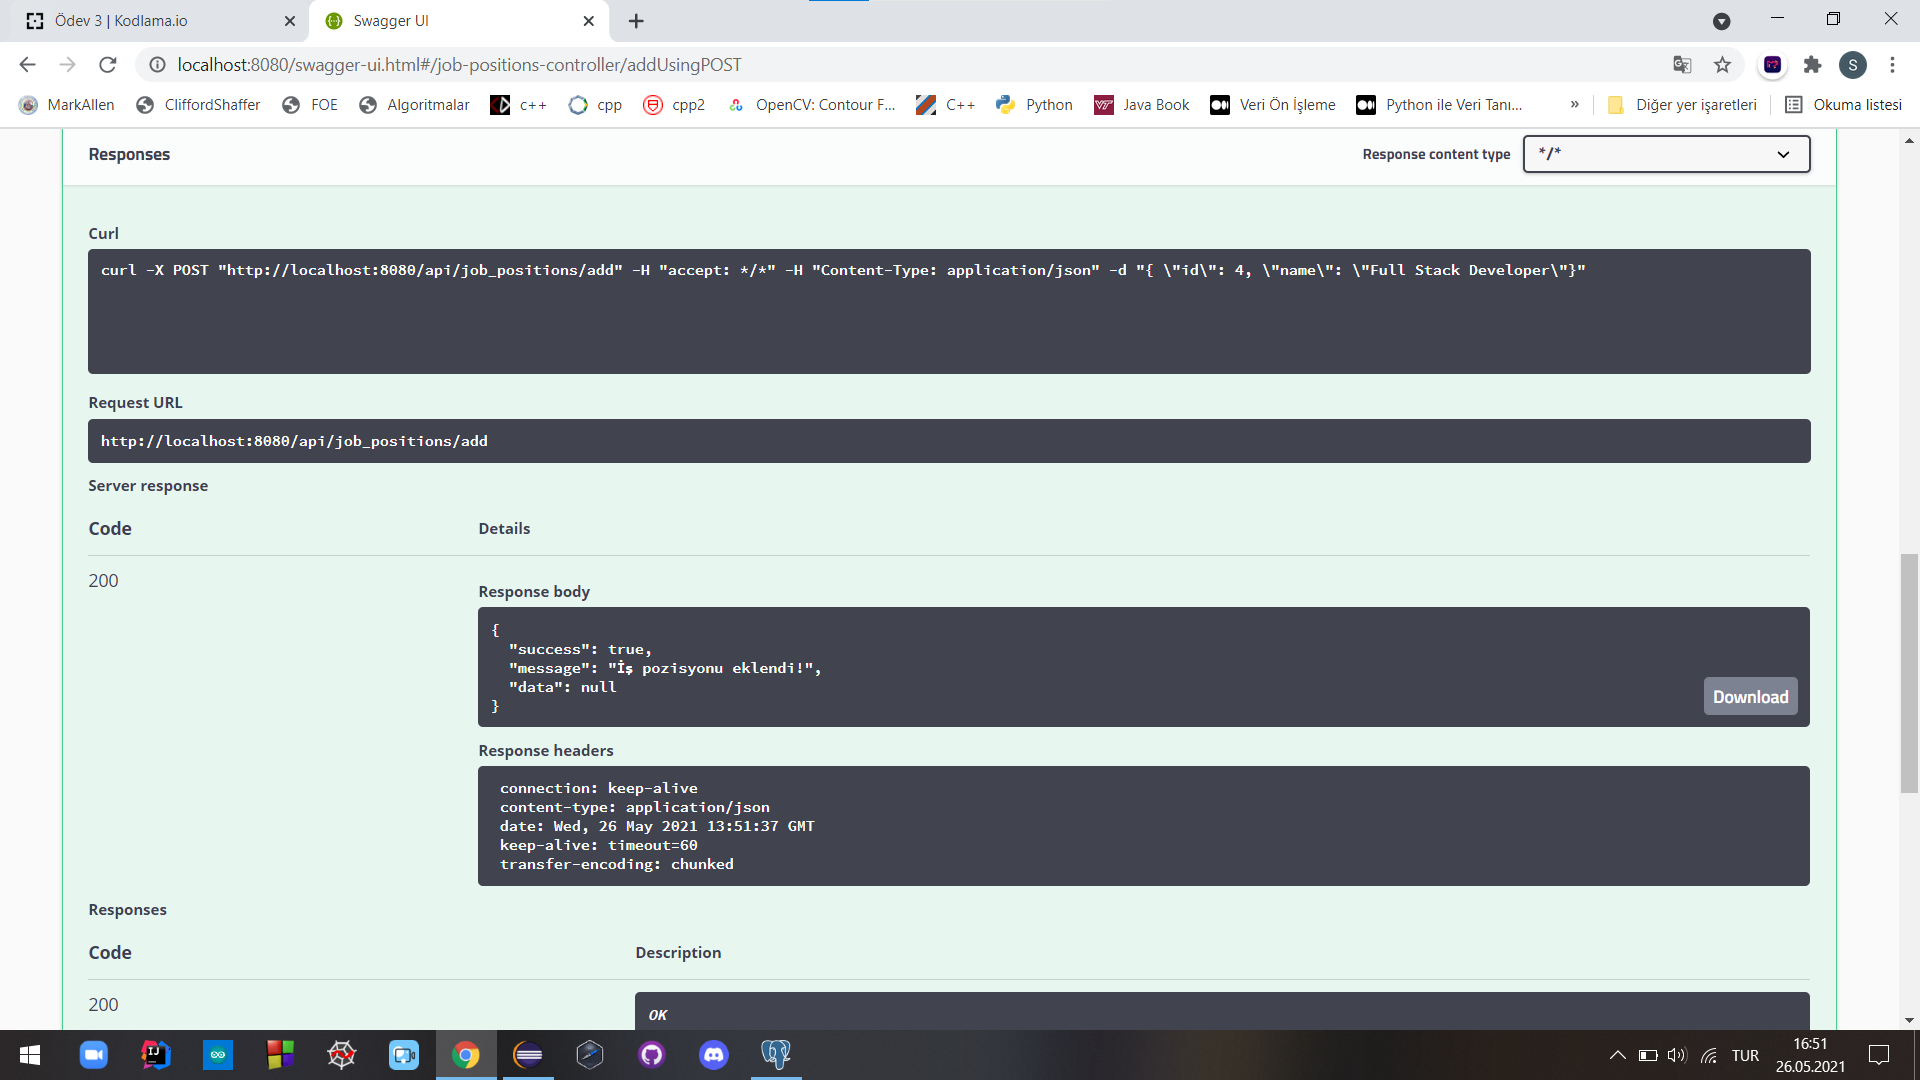 Ödev 3 | Kodlama.io
Swagger UI
localhost:8080/swagger-ui.html#/job-positions-controller/addUsingPOST
S
MarkAllen
CliffordShaffer
FOE
Algoritmalar
c++
cpp
cpp2
OpenCV: Contour F...
C++
Python
Java Book
Veri Ön İşleme
Python ile Veri Tanı...
»
Diğer yer işaretleri
Okuma listesi
Responses
Response content type
*/*
Curl
curl -X POST "http://localhost:8080/api/job_positions/add" -H "accept: */*" -H "Content-Type: application/json" -d "{ \"id\": 4, \"name\": \"Full Stack Developer\"}"
Request URL
http://localhost:8080/api/job_positions/add
Server response
Code
Details
200
Response body
{
"success": true,
"message": "İş pozisyonu eklendi!",
"data": null
}
Download
Response headers
connection: keep-alive
content-type: application/json
date: Wed, 26 May 2021 13:51:37 GMT
keep-alive: timeout=60
transfer-encoding: chunked
Responses
Code
Description
200
OK
TUR
16:51
26.05.2021